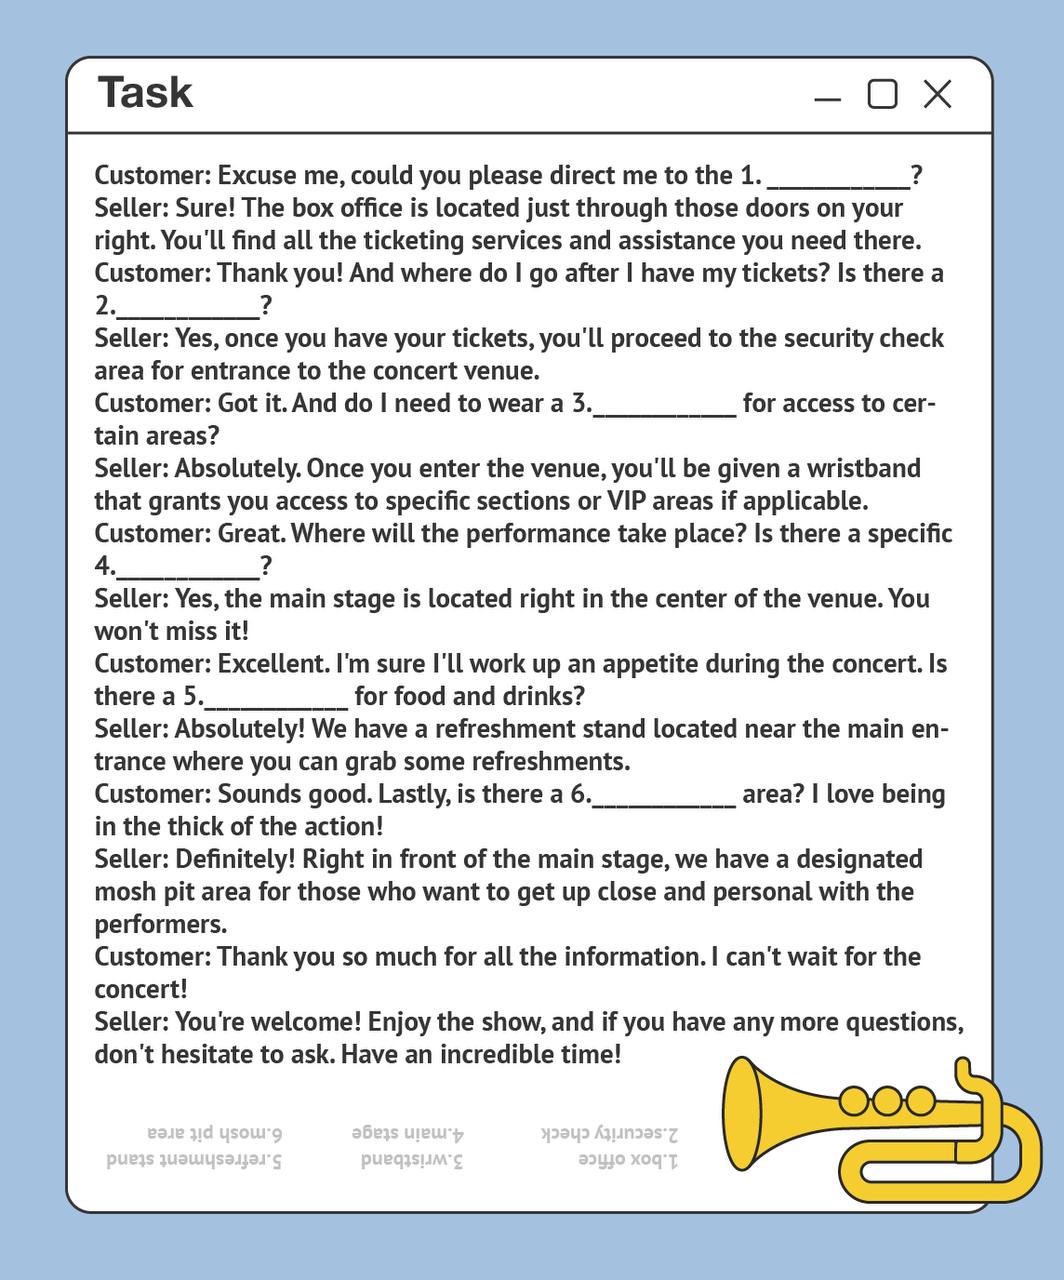 Task
Customer: Excuse me, could you please direct me to the 1. ____________?
Seller: Sure! The box office is located just through those doors on your
right. You'll find all the ticketing services and assistance you need there.
Customer: Thank you! And where do I go after I have my tickets? Is there a
2.____________?
Seller: Yes, once you have your tickets, you'll proceed to the security check
area for entrance to the concert venue.
Customer: Got it. And do I need to wear a 3.____________ for access to cer-
tain areas?
Seller: Absolutely. Once you enter the venue, you'll be given a wristband
that grants you access to specific sections or VIP areas if applicable.
Customer: Great. Where will the performance take place? Is there a specific
4.____________?
Seller: Yes, the main stage is located right in the center of the venue. You
won't miss it!
Customer: Excellent. I'm sure I'll work up an appetite during the concert. Is
there a 5.____________ for food and drinks?
Seller: Absolutely! We have a refreshment stand located near the main en-
trance where you can grab some refreshments.
Customer: Sounds good. Lastly, is there a 6.____________ area? I love being
in the thick of the action!
Seller: Definitely! Right in front of the main stage, we have a designated
mosh pit area for those who want to get up close and personal with the
performers.
Customer: Thank you so much for all the information. I can't wait for the
concert!
Seller: You're welcome! Enjoy the show, and if you have any more questions,
don't hesitate to ask. Have an incredible time!
1.box office
2.security check
3.wristband
4.main stage
5.refreshment stand
6.mosh pit area